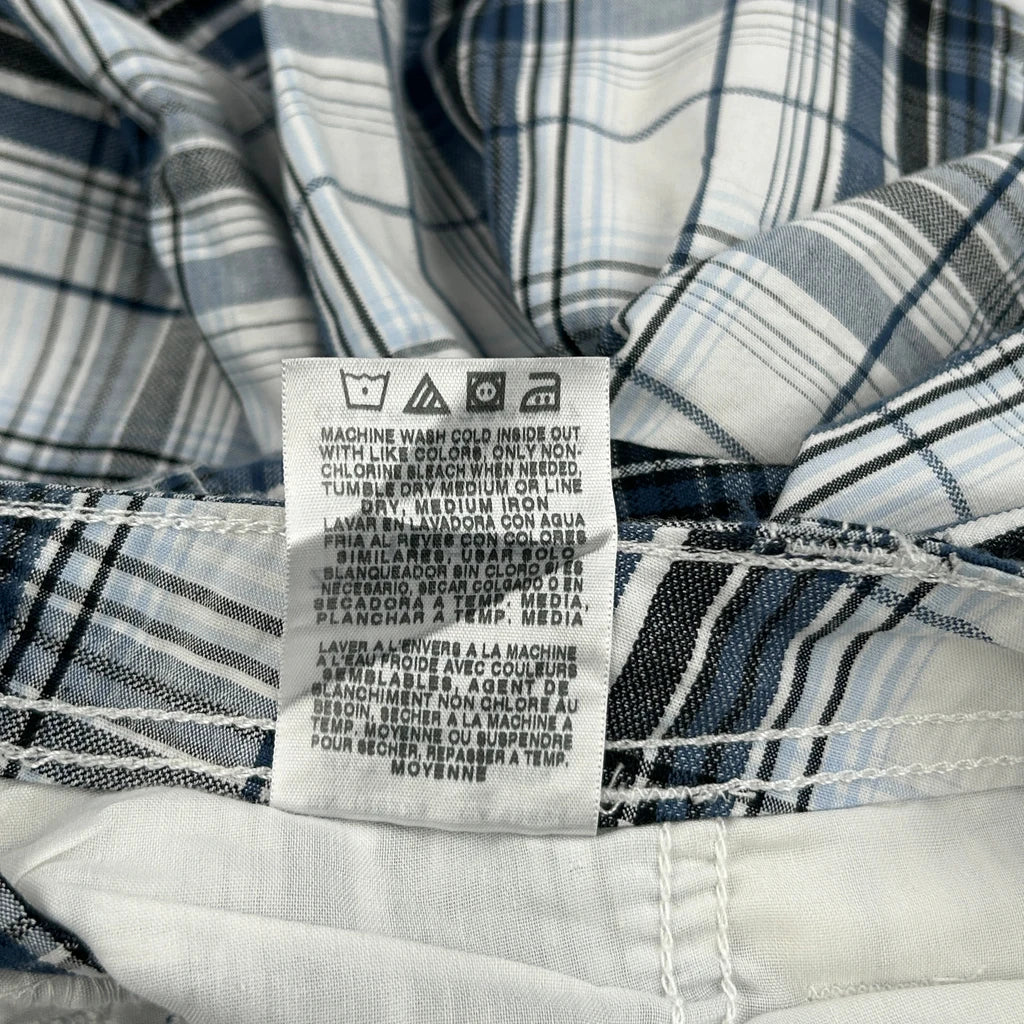 MACHINE WASH COLD INSIDE OUT
WITH LIKE COLORS, ONLY NON-
CHLORINE BLEACH WHEN NEEDED,
TUMBLE DRY MEDIUM OR LINE
DRY, MEDIUM IRON
LAVAR EN LAVADORA CON AGUA
FRIA AL REVES CON COLORES
SIMILARES, USAR SOLO
BLANQUEADOR SIN CLORO SI ES
NECESARIO, SECAR COLGADO O EN
SECADORA A TEMP. MEDIA,
PLANCHAR A TEMP. MEDIA
LAVER A L'ENVERS A LA MACHINE
A L'EAU FROIDE AVEC COULEURS
SEMBLABLES, AGENT DE
BLANCHIMENT NON CHLORE AU
BESOIN, SECHER A LA MACHINE A
TEMP. MOYENNE OU SUSPENDRE
POUR SECHER, REPASSER A TEMP.
MOYENNE